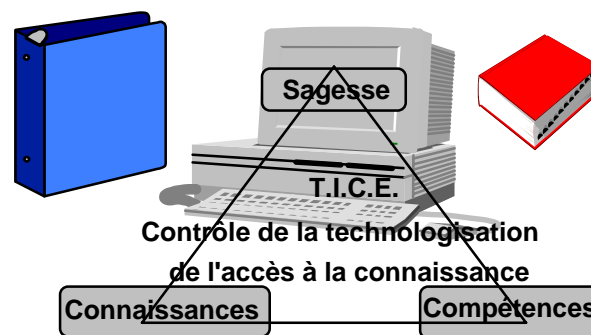 Sagesse
T.I.C.E.
Contrôle de la technologisation
de l'accès à la connaissance
Connaissances
Compétences